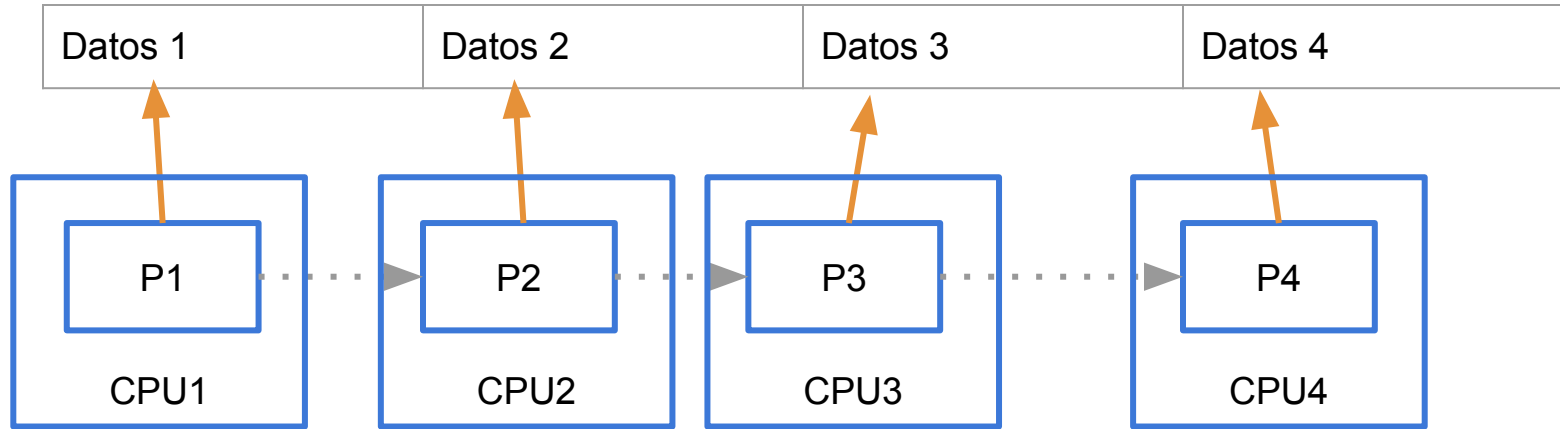 Datos 1 Datos 2 Datos 3 Datos 4
P1 P2 P3 P4
CPU1 CPU2 CPU3 CPU4